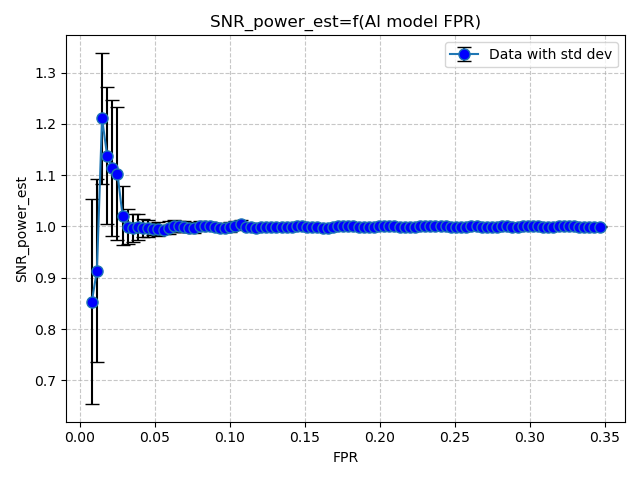 SNR_power_est=f(AI model FPR)
Data with std dev
SNR_power_est
1.3
1.2
1.1
1.0
0.9
0.8
0.7
0.00 0.05 0.10 0.15 0.20 0.25 0.30 0.35
FPR